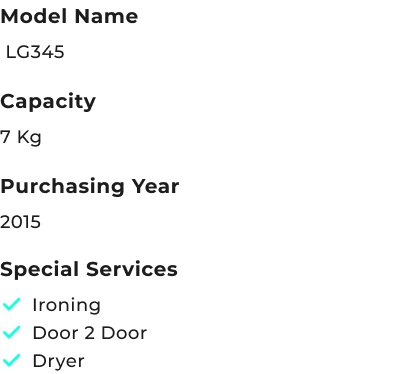 Model Name
LG345
Capacity
7 Kg
Purchasing Year
2015
Special Services
Ironing
Door 2 Door
Dryer